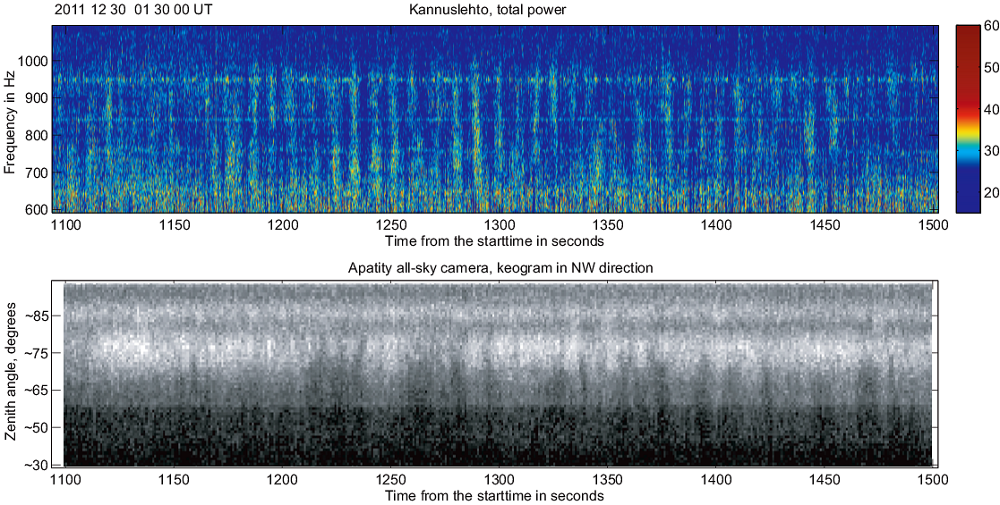 2011 12 30 01 30 00 UT
Kannuslehto, total power
Frequency in Hz
1000
900
800
700
600
1100 1150 1200 1250 1300 1350 1400 1450 1500
Time from the starttime in seconds
60
50
40
30
20
Apatity all-sky camera, keogram in NW direction
Zenith angle, degrees
~85
~75
~65
~50
~30
1100 1150 1200 1250 1300 1350 1400 1450 1500
Time from the starttime in seconds